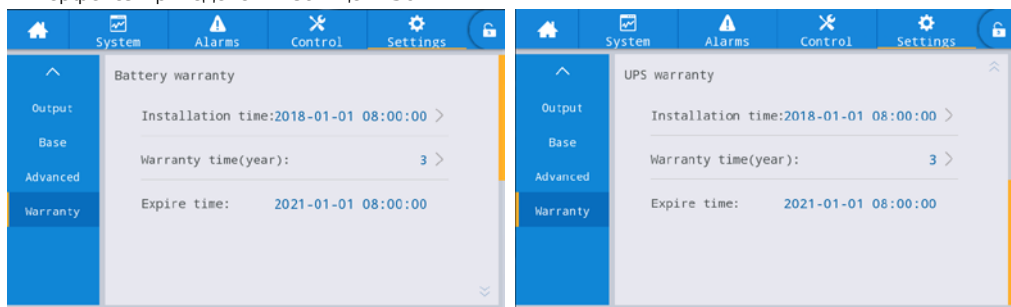 System Alarms Control Settings
Battery warranty
Output
Installation time:2018-01-01 08:00:00
Base
Warranty time(year): 3
Advanced
Warranty
Expire time: 2021-01-01 08:00:00
System Alarms Control Settings
UPS warranty
Output
Installation time:2018-01-01 08:00:00
Base
Warranty time(year): 3
Advanced
Warranty
Expire time: 2021-01-01 08:00:00